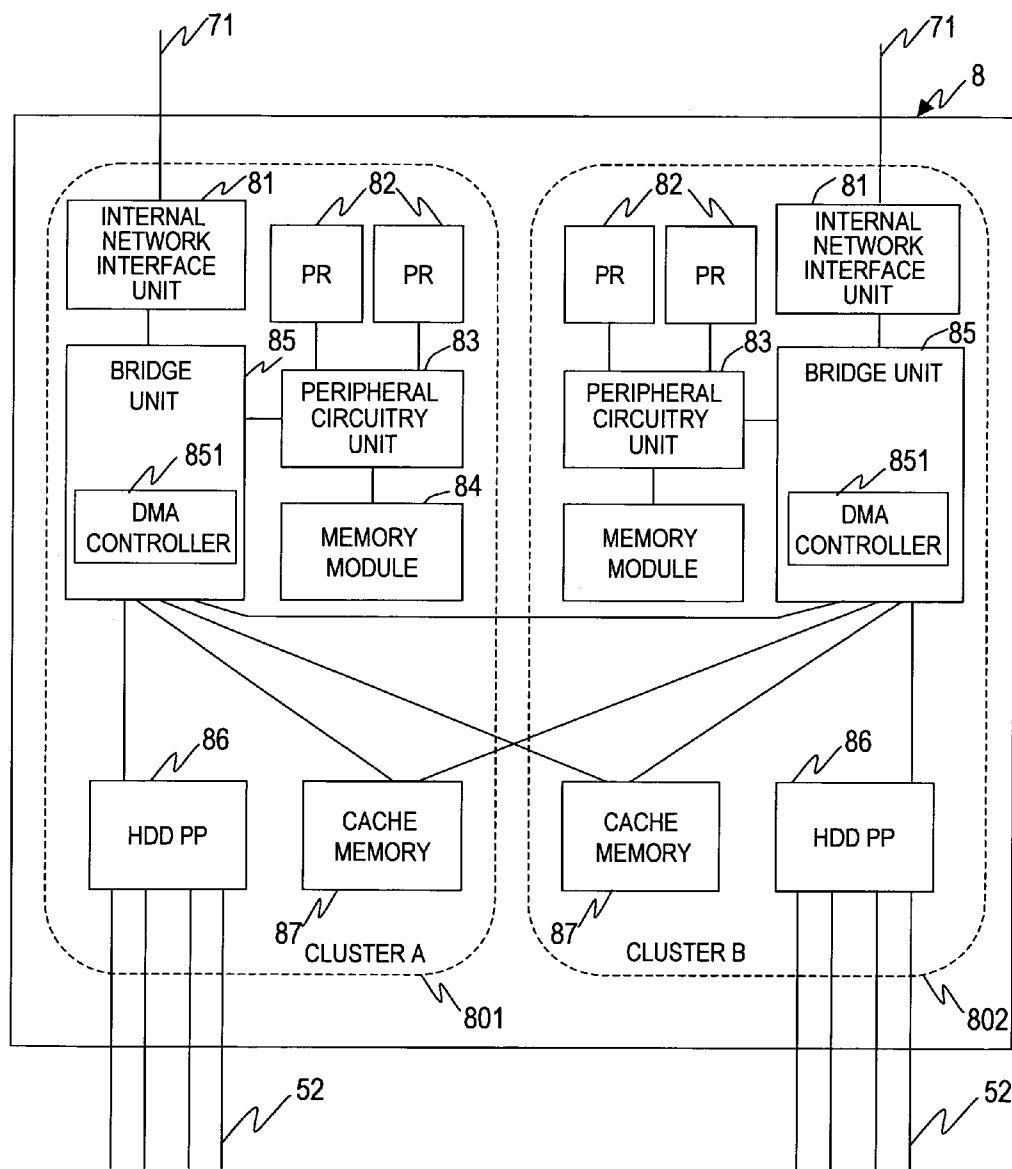 71
71
8
81
INTERNAL
NETWORK
INTERFACE
UNIT
82
PR
PR
82
PR
PR
81
INTERNAL
NETWORK
INTERFACE
UNIT
85
BRIDGE
UNIT
83
PERIPHERAL
CIRCUITRY
UNIT
83
PERIPHERAL
CIRCUITRY
UNIT
85
BRIDGE UNIT
851
DMA
CONTROLLER
84
MEMORY
MODULE
MEMORY
MODULE
851
DMA
CONTROLLER
86
HDD PP
CACHE
MEMORY
87
CACHE
MEMORY
87
86
HDD PP
CLUSTER A
801
CLUSTER B
802
52
52